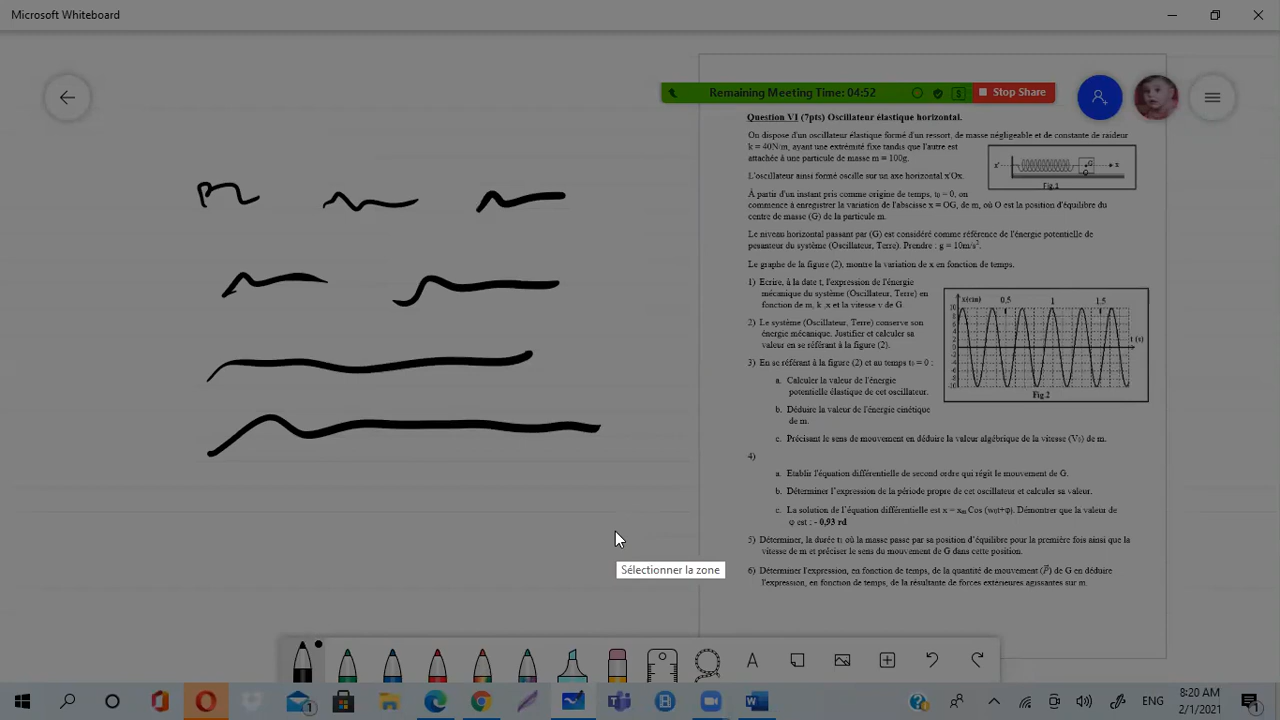 Microsoft Whiteboard
Remaining Meeting Time: 04:52
Stop Share
Question VI (7pts) Oscillateur élastique horizontal.
On dispose d'un oscillateur élastique formé d'un ressort, de masse négligeable et de constante de raideur
k = 40N/m, ayant une extrémité fixe tandis que l'autre est
attachée à une particule de masse m = 100g.
L'oscillateur ainsi formé oscille sur un axe horizontal x'Ox.
x'
G
O
x
Fig.1
À partir d'un instant pris comme origine de temps, t₀ = 0, on
commence à enregistrer la variation de l'abscisse x = OG, de m, où O est la position d'équilibre du
centre de masse (G) de la particule m.
Le niveau horizontal passant par (G) est considéré comme référence de l'énergie potentielle de
pesanteur du système (Oscillateur, Terre). Prendre : g = 10m/s².
Le graphe de la figure (2), montre la variation de x en fonction de temps.
1) Ecrire, à la date t, l'expression de l'énergie
mécanique du système (Oscillateur, Terre) en
fonction de m, k ,x et la vitesse v de G.
2) Le système (Oscillateur, Terre) conserve son
énergie mécanique. Justifier et calculer sa
valeur en se référant à la figure (2).
3) En se référant à la figure (2) et au temps t₀ = 0 :
a. Calculer la valeur de l'énergie
potentielle élastique de cet oscillateur.
b. Déduire la valeur de l'énergie cinétique
de m.
x(cm) 0.5 1 1.5
10
8
6
4
2
0
-2
-4
-6
-8
-10
t (s)
Fig.2
c. Précisant le sens de mouvement en déduire la valeur algébrique de la vitesse (V₀) de m.
4)
a. Etablir l'équation différentielle de second ordre qui régit le mouvement de G.
b. Déterminer l'expression de la période propre de cet oscillateur et calculer sa valeur.
c. La solution de l'équation différentielle est x = xₘ Cos (w₀t+φ). Démontrer que la valeur de
φ est : - 0,93 rd
5) Déterminer, la durée t₁ où la masse passe par sa position d'équilibre pour la première fois ainsi que la
vitesse de m et préciser le sens du mouvement de G dans cette position.
6) Déterminer l'expression, en fonction de temps, de la quantité de mouvement (P⃗) de G en déduire
l'expression, en fonction de temps, de la résultante de forces extérieures agissantes sur m.
Sélectionner la zone
ENG
8:20 AM
2/1/2021